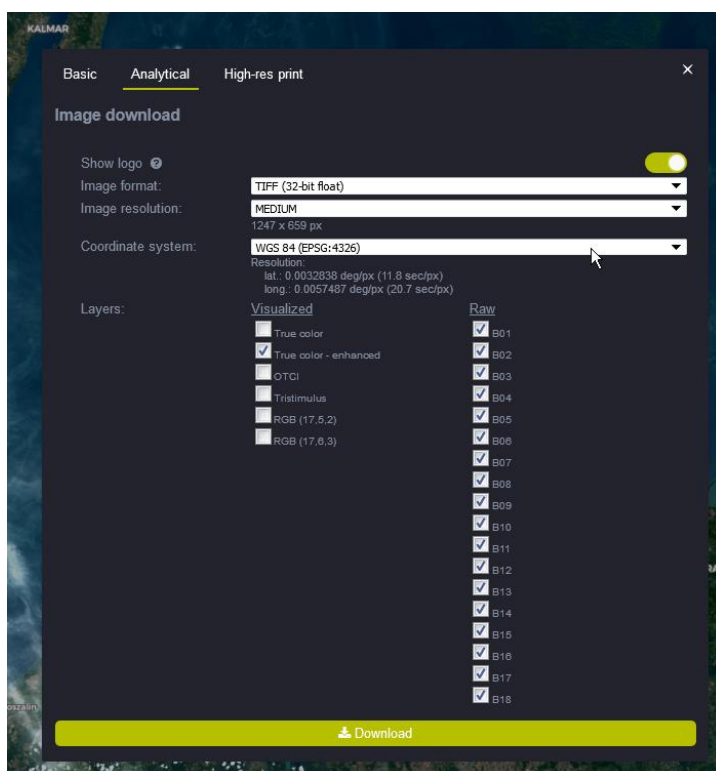 KALMAR
Basic Analytical High-res print ×
Image download
Show logo ?
Image format: TIFF (32-bit float)
Image resolution: MEDIUM
1247 x 659 px
Coordinate system: WGS 84 (EPSG:4326)
Resolution:
lat.: 0.0032838 deg/px (11.8 sec/px)
long.: 0.0057487 deg/px (20.7 sec/px)
Layers: Visualized Raw
True color B01
True color - enhanced B02
OTCI B03
Tristimulus B04
RGB (17,5,2) B05
RGB (17,6,3) B06
B07
B08
B09
B10
B11
B12
B13
B14
B15
B16
B17
B18
oszalin
Download